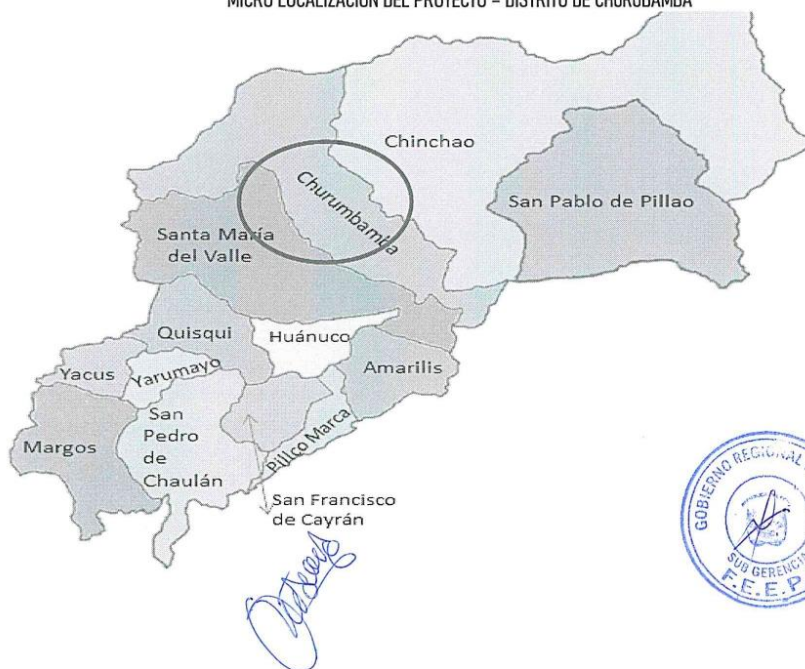 MICRO LOCALIZACIÓN DEL PROYECTO – DISTRITO DE CHURUBAMBA
Chinchao
Churumbamba
San Pablo de Pillao
Santa María
del Valle
Quisqui
Huánuco
Yacus
Yarumayo
Amarilis
Margos
San
Pedro
de
Chaulán
Pillco Marca
San Francisco
de Cayrán
GOBIERNO REGIONAL
SUB GERENCIA
F.E.E.P